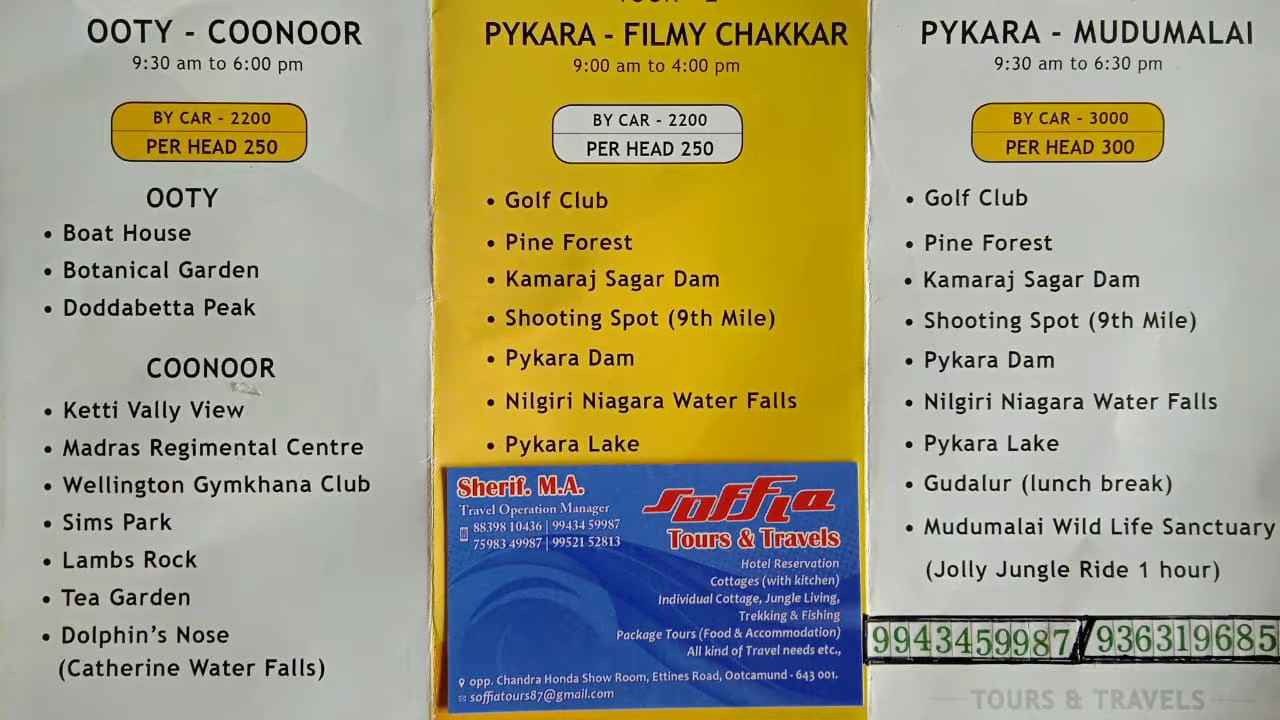 OOTY - COONOOR
9:30 am to 6:00 pm
BY CAR - 2200
PER HEAD 250
OOTY
• Boat House
• Botanical Garden
• Doddabetta Peak
COONOOR
• Ketti Vally View
• Madras Regimental Centre
• Wellington Gymkhana Club
• Sims Park
• Lambs Rock
• Tea Garden
• Dolphin's Nose
(Catherine Water Falls)
PYKARA - FILMY CHAKKAR
9:00 am to 4:00 pm
BY CAR - 2200
PER HEAD 250
• Golf Club
• Pine Forest
• Kamaraj Sagar Dam
• Shooting Spot (9th Mile)
• Pykara Dam
• Nilgiri Niagara Water Falls
• Pykara Lake
Sherif. M.A.
Travel Operation Manager
88398 10436 | 99434 59987
75983 49987 | 99521 52813
Soffia
Tours & Travels
Hotel Reservation
Cottages (with kitchen)
Individual Cottage, Jungle Living,
Trekking & Fishing
Package Tours (Food & Accommodation)
All kind of Travel needs etc.,
opp. Chandra Honda Show Room, Ettines Road, Ootcamund - 643 001.
soffiatours87@gmail.com
PYKARA - MUDUMALAI
9:30 am to 6:30 pm
BY CAR - 3000
PER HEAD 300
• Golf Club
• Pine Forest
• Kamaraj Sagar Dam
• Shooting Spot (9th Mile)
• Pykara Dam
• Nilgiri Niagara Water Falls
• Pykara Lake
• Gudalur (lunch break)
• Mudumalai Wild Life Sanctuary
(Jolly Jungle Ride 1 hour)
9943459987 / 936319685
TOURS & TRAVELS